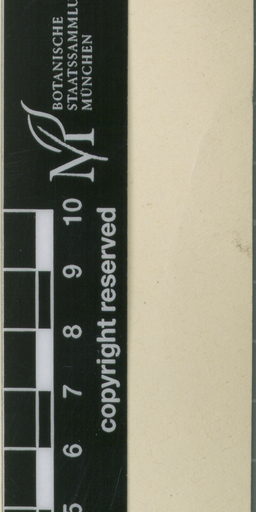 BOTANISCHE
STAATSSAMMLU
MÜNCHEN
M
10
9
8
7
6
5
copyright reserved